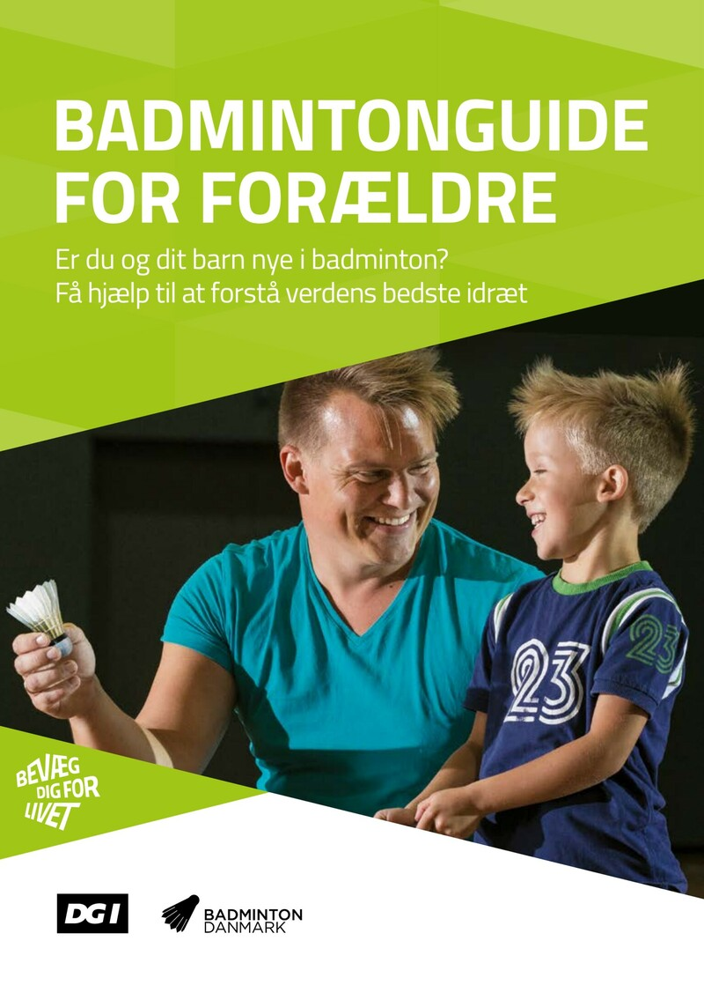 BADMINTONGUIDE
FOR FORÆLDRE
Er du og dit barn nye i badminton?
Få hjælp til at forstå verdens bedste idræt
23
23
BEVÆG
DIG FOR
LIVET
DGI
BADMINTON
DANMARK